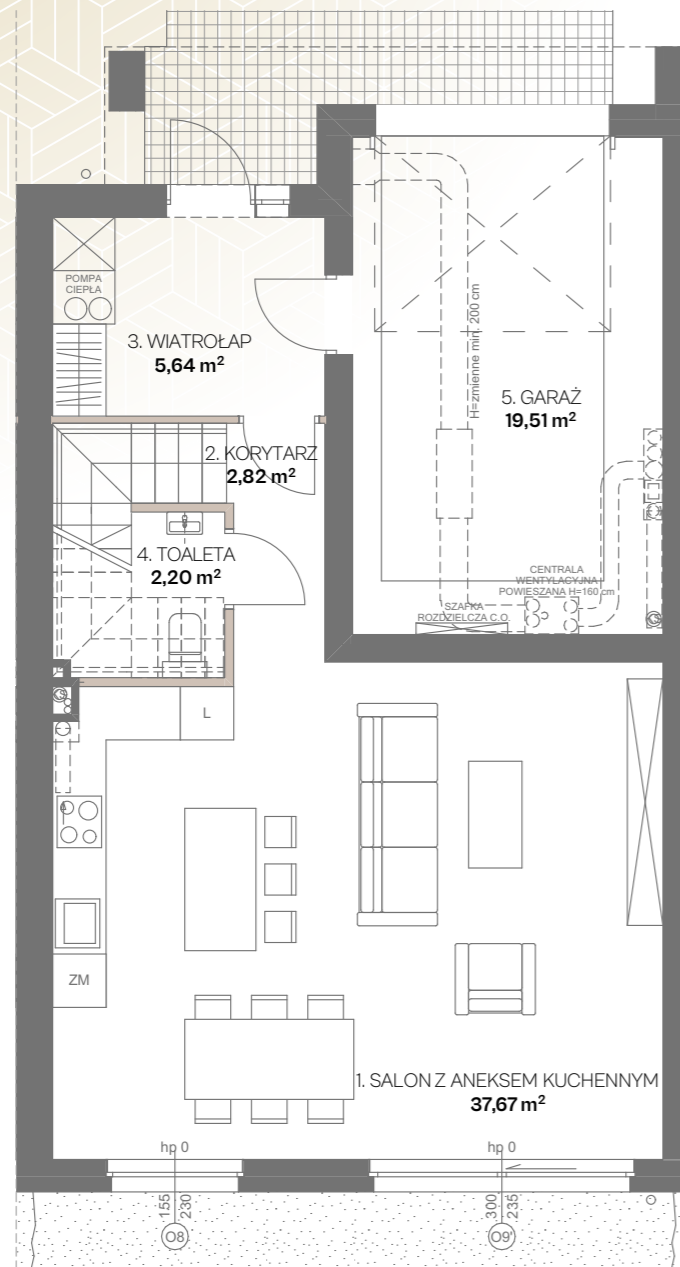 POMPA
CIEPŁA
3. WIATROŁAP
5,64 m²
H=zmienne min. 200 cm
5. GARAŻ
19,51 m²
2. KORYTARZ
2,82 m²
4. TOALETA
2,20 m²
CENTRALA
WENTYLACYJNA
POWIESZANA H=160 cm
SZAFKA
ROZDZIELCZA C.O.
L
ZM
1. SALON Z ANEKSEM KUCHENNYM
37,67 m²
hp 0
hp 0
155
230
300
235
O8
O9'